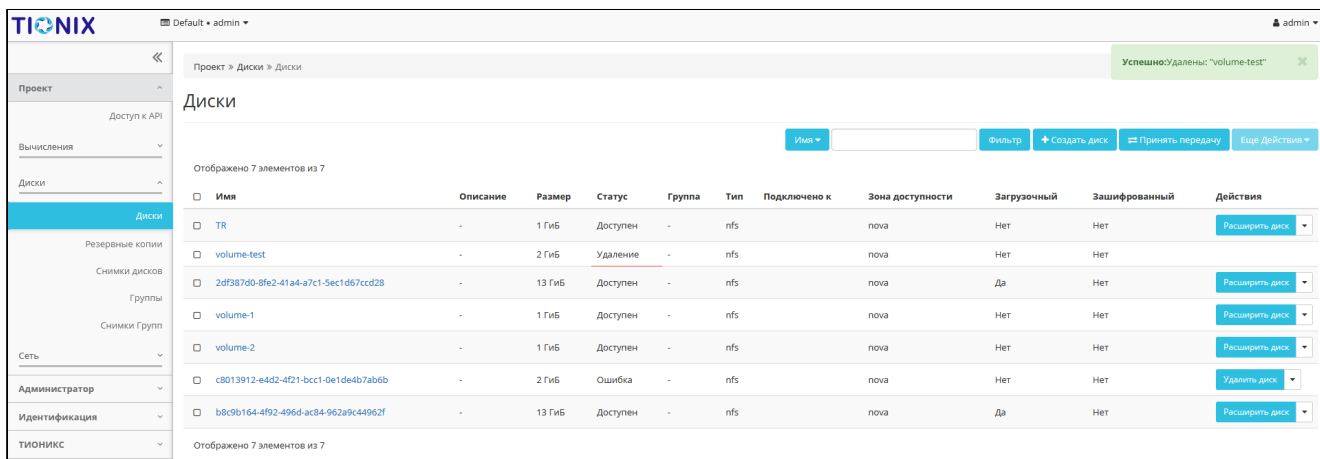 TIONIX
Default • admin
admin
Проект » Диски » Диски
Успешно:Удалены: "volume-test"
Проект
Доступ к API
Вычисления
Диски
Диски
Резервные копии
Снимки дисков
Группы
Снимки Групп
Сеть
Администратор
Идентификация
ТИОНИКС
Диски
Имя Фильтр Создать диск Принять передачу Еще Действия
Отображено 7 элементов из 7
Имя Описание Размер Статус Группа Тип Подключено к Зона доступности Загрузочный Зашифрованный Действия
TR - 1 ГиБ Доступен - nfs nova Нет Нет Расширить диск
volume-test - 2 ГиБ Удаление - nfs nova Нет Нет
2df387d0-8fe2-41a4-a7c1-5ec1d67ccd28 - 13 ГиБ Доступен - nfs nova Да Нет Расширить диск
volume-1 - 1 ГиБ Доступен - nfs nova Нет Нет Расширить диск
volume-2 - 1 ГиБ Доступен - nfs nova Нет Нет Расширить диск
c8013912-e4d2-4f21-bcc1-0e1de4b7ab6b - 2 ГиБ Ошибка - nfs nova Нет Нет Удалить диск
b8c9b164-4f92-496d-ac84-962a9c44962f - 13 ГиБ Доступен - nfs nova Да Нет Расширить диск
Отображено 7 элементов из 7